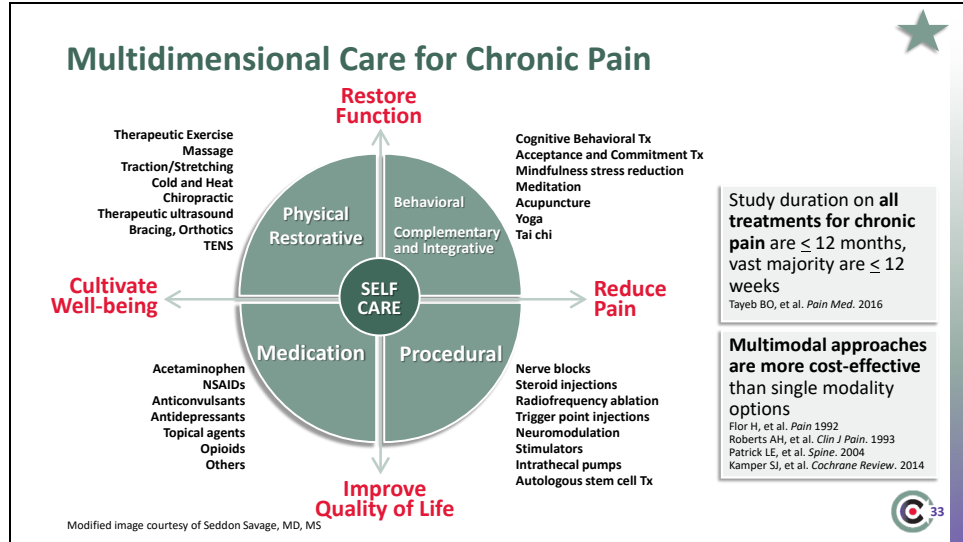 Multidimensional Care for Chronic Pain
Restore
Function
Therapeutic Exercise
Massage
Traction/Stretching
Cold and Heat
Chiropractic
Therapeutic ultrasound
Bracing, Orthotics
TENS
Physical
Restorative
Behavioral
Complementary
and Integrative
Cognitive Behavioral Tx
Acceptance and Commitment Tx
Mindfulness stress reduction
Meditation
Acupuncture
Yoga
Tai chi
Cultivate
Well-being
SELF
CARE
Reduce
Pain
Medication
Procedural
Acetaminophen
NSAIDs
Anticonvulsants
Antidepressants
Topical agents
Opioids
Others
Nerve blocks
Steroid injections
Radiofrequency ablation
Trigger point injections
Neuromodulation
Stimulators
Intrathecal pumps
Autologous stem cell Tx
Improve
Quality of Life
Study duration on all
treatments for chronic
pain are < 12 months,
vast majority are < 12
weeks
Tayeb BO, et al. Pain Med. 2016
Multimodal approaches
are more cost-effective
than single modality
options
Flor H, et al. Pain 1992
Roberts AH, et al. Clin J Pain. 1993
Patrick LE, et al. Spine. 2004
Kamper SJ, et al. Cochrane Review. 2014
Modified image courtesy of Seddon Savage, MD, MS
33